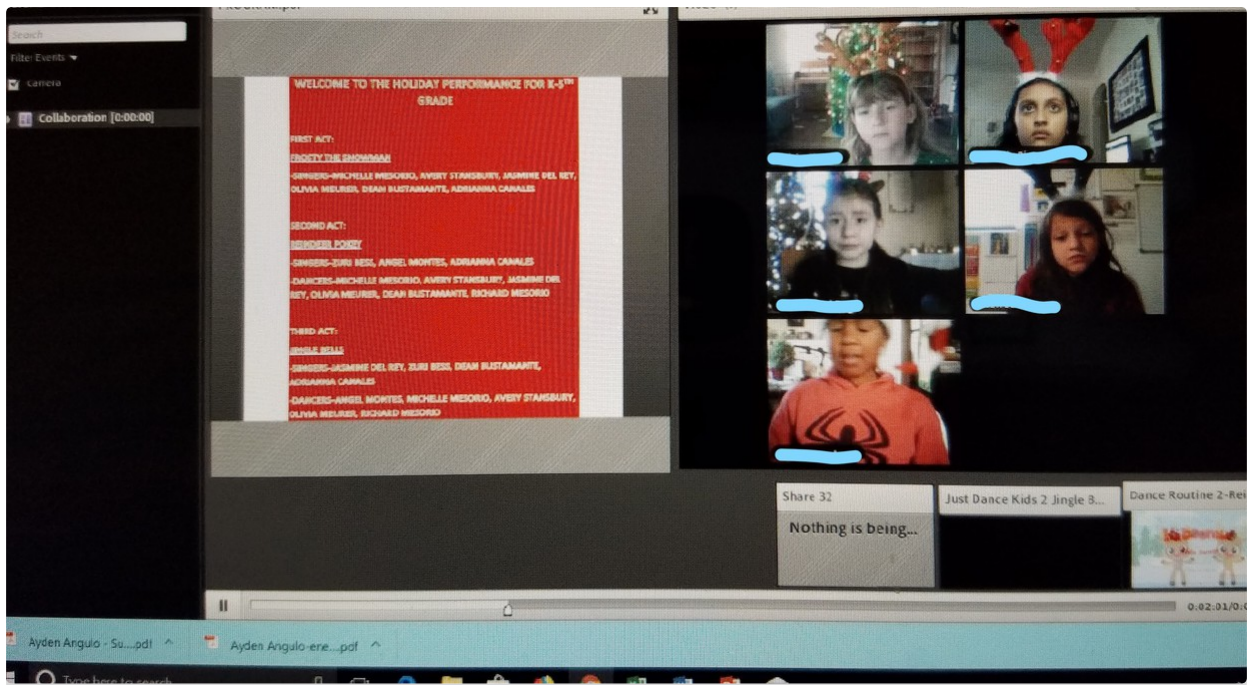 Search
Filter Events
Camera
Collaboration [0:00:00]
WELCOME TO THE HOLIDAY PERFORMANCE FOR K-5TH
GRADE
FIRST ACT:
FROSTY THE SNOWMAN
-SINGERS-MICHELLE MESORIO, AVERY STANSBURY, JASMINE DEL REY,
OLIVIA MEURER, DEAN BUSTAMANTE, ADRIANNA CANALES
SECOND ACT:
REINDEER POKEY
-SINGERS-ZURI BESS, ANGEL MONTES, ADRIANNA CANALES
-DANCERS-MICHELLE MESORIO, AVERY STANSBURY, JASMINE DEL
REY, OLIVIA MEURER, DEAN BUSTAMANTE, RICHARD MESORIO
THIRD ACT:
JINGLE BELLS
-SINGERS-JASMINE DEL REY, ZURI BESS, DEAN BUSTAMANTE,
ADRIANNA CANALES
-DANCERS-ANGEL MONTES, MICHELLE MESORIO, AVERY STANSBURY,
OLIVIA MEURER, RICHARD MESORIO
Share 32
Nothing is being...
Just Dance Kids 2 Jingle B...
Dance Routine 2-Rei
0:02:01/0:0
Ayden Angulo - Su....pdf
Ayden Angulo-ene....pdf
Type here to search